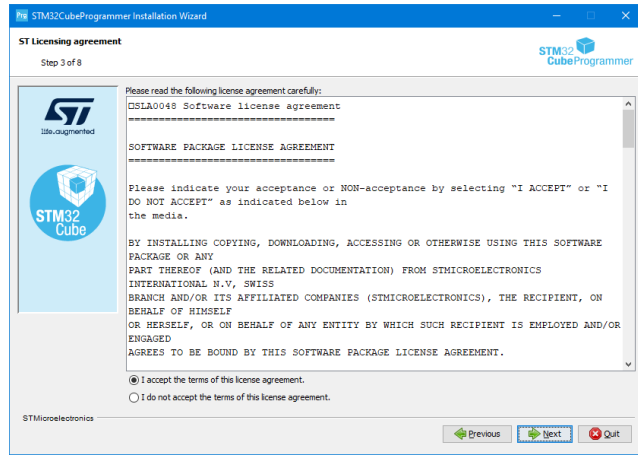 Prg STM32CubeProgrammer Installation Wizard
ST Licensing agreement
Step 3 of 8
STM32
CubeProgrammer
life.augmented
STM32
Cube
Please read the following license agreement carefully:
□SLA0048 Software license agreement
==================================
SOFTWARE PACKAGE LICENSE AGREEMENT
==================================
Please indicate your acceptance or NON-acceptance by selecting “I ACCEPT” or “I
DO NOT ACCEPT” as indicated below in
the media.
BY INSTALLING COPYING, DOWNLOADING, ACCESSING OR OTHERWISE USING THIS SOFTWARE
PACKAGE OR ANY
PART THEREOF (AND THE RELATED DOCUMENTATION) FROM STMICROELECTRONICS
INTERNATIONAL N.V, SWISS
BRANCH AND/OR ITS AFFILIATED COMPANIES (STMICROELECTRONICS), THE RECIPIENT, ON
BEHALF OF HIMSELF
OR HERSELF, OR ON BEHALF OF ANY ENTITY BY WHICH SUCH RECIPIENT IS EMPLOYED AND/OR
ENGAGED
AGREES TO BE BOUND BY THIS SOFTWARE PACKAGE LICENSE AGREEMENT.
I accept the terms of this license agreement.
I do not accept the terms of this license agreement.
STMicroelectronics
Previous
Next
Quit